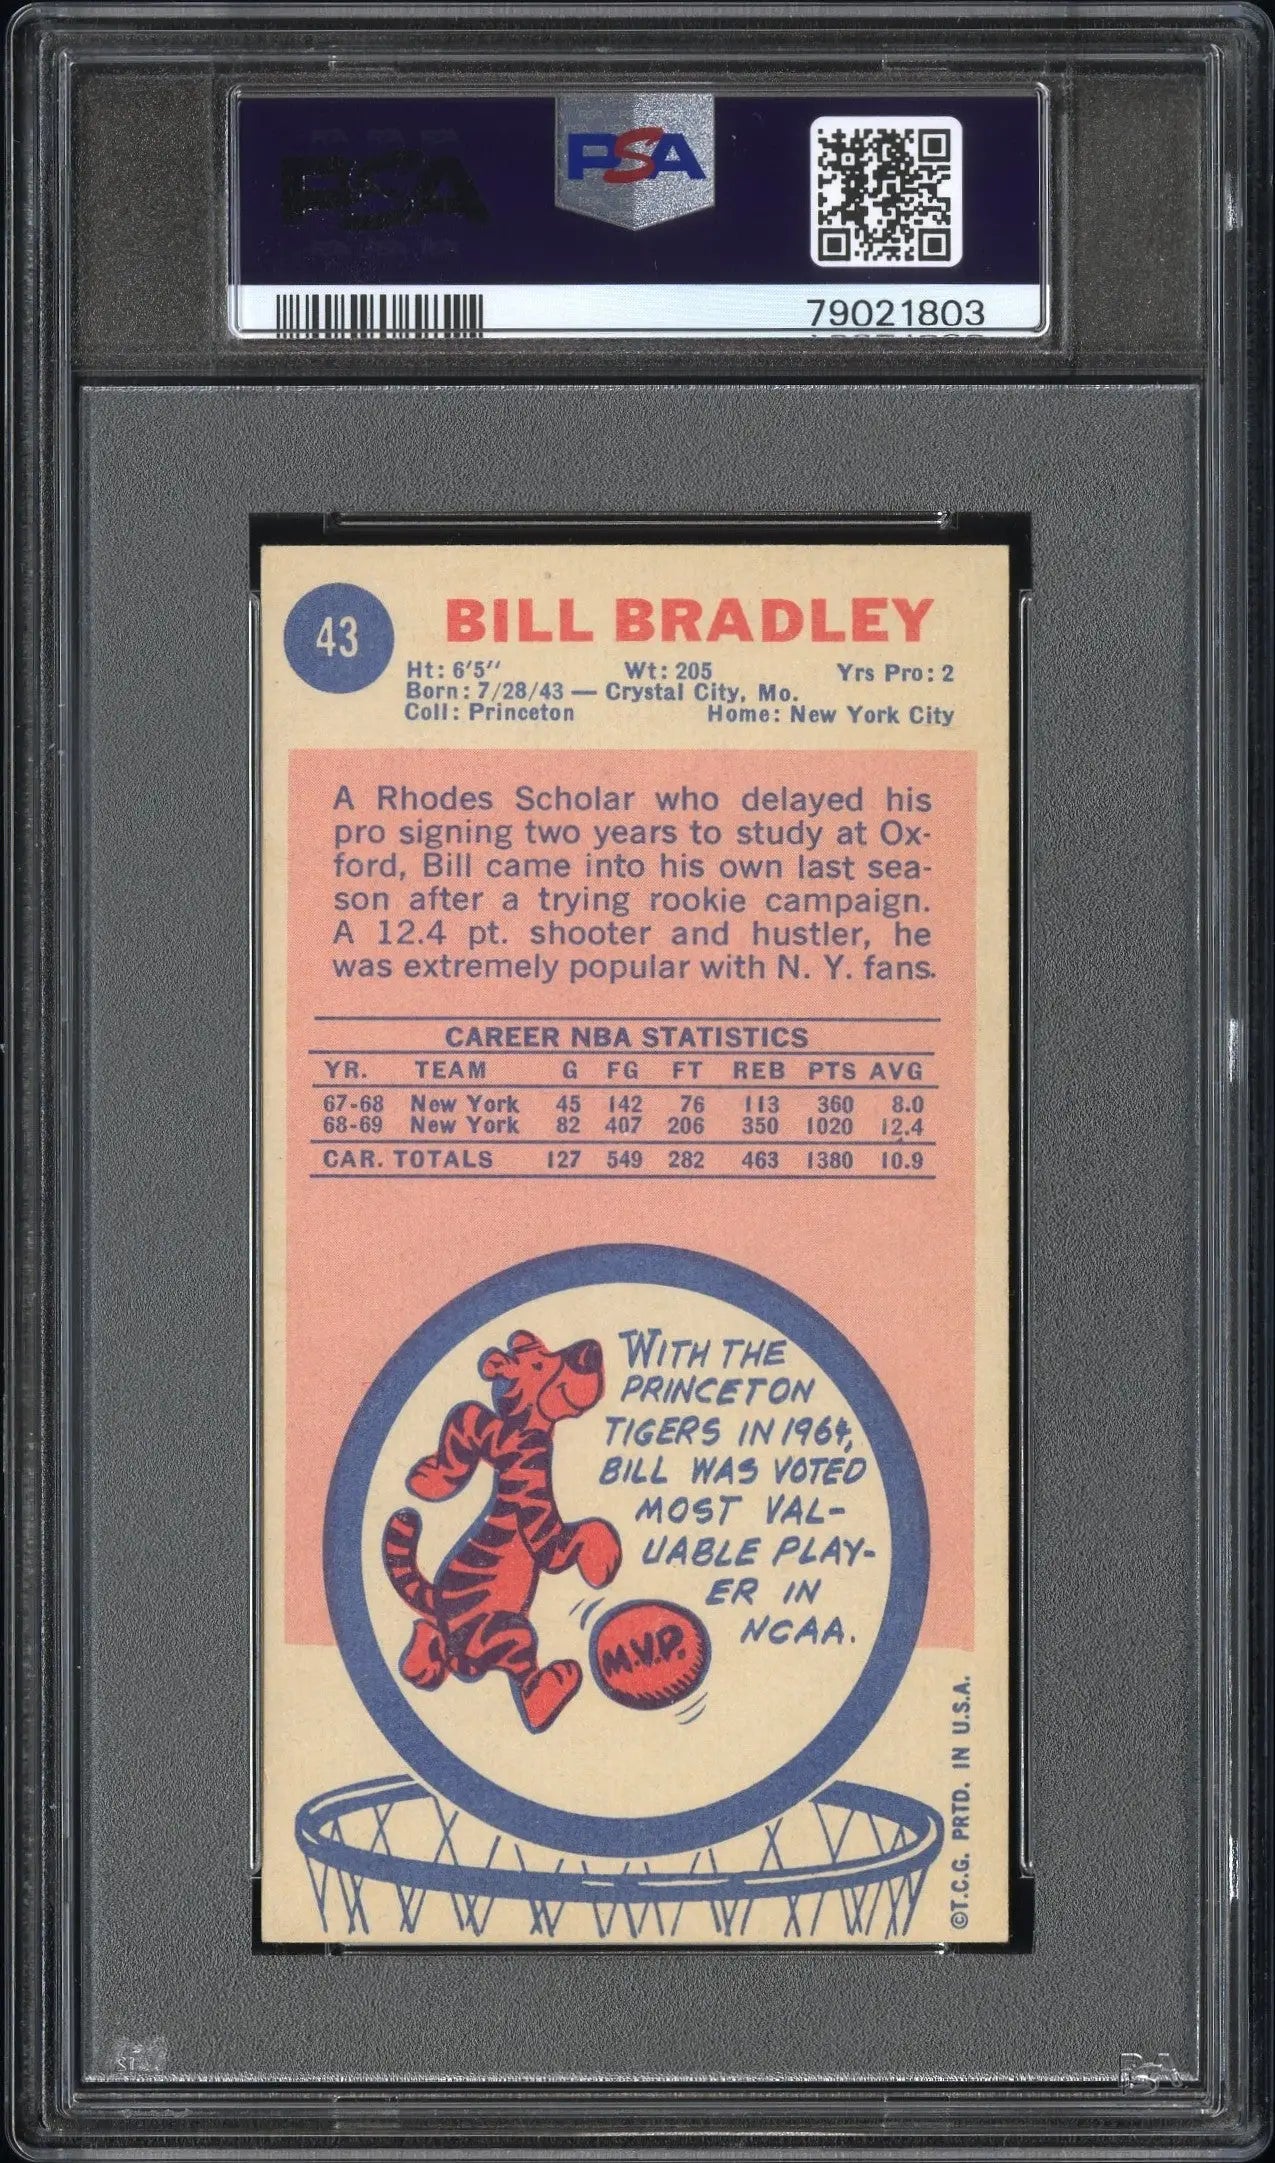 PSA
PSA
79021803
43
BILL BRADLEY
Ht: 6'5" Wt: 205 Yrs Pro: 2
Born: 7/28/43 — Crystal City, Mo.
Coll: Princeton Home: New York City
A Rhodes Scholar who delayed his
pro signing two years to study at Ox-
ford, Bill came into his own last sea-
son after a trying rookie campaign.
A 12.4 pt. shooter and hustler, he
was extremely popular with N. Y. fans.
CAREER NBA STATISTICS
YR. TEAM G FG FT REB PTS AVG
67-68 New York 45 142 76 113 360 8.0
68-69 New York 82 407 206 350 1020 12.4
CAR. TOTALS 127 549 282 463 1380 10.9
WITH THE
PRINCETON
TIGERS IN 1964,
BILL WAS VOTED
MOST VAL-
UABLE PLAY-
ER IN
NCAA.
M.V.P.
©T.C.G. PRTD. IN U.S.A.
PSA